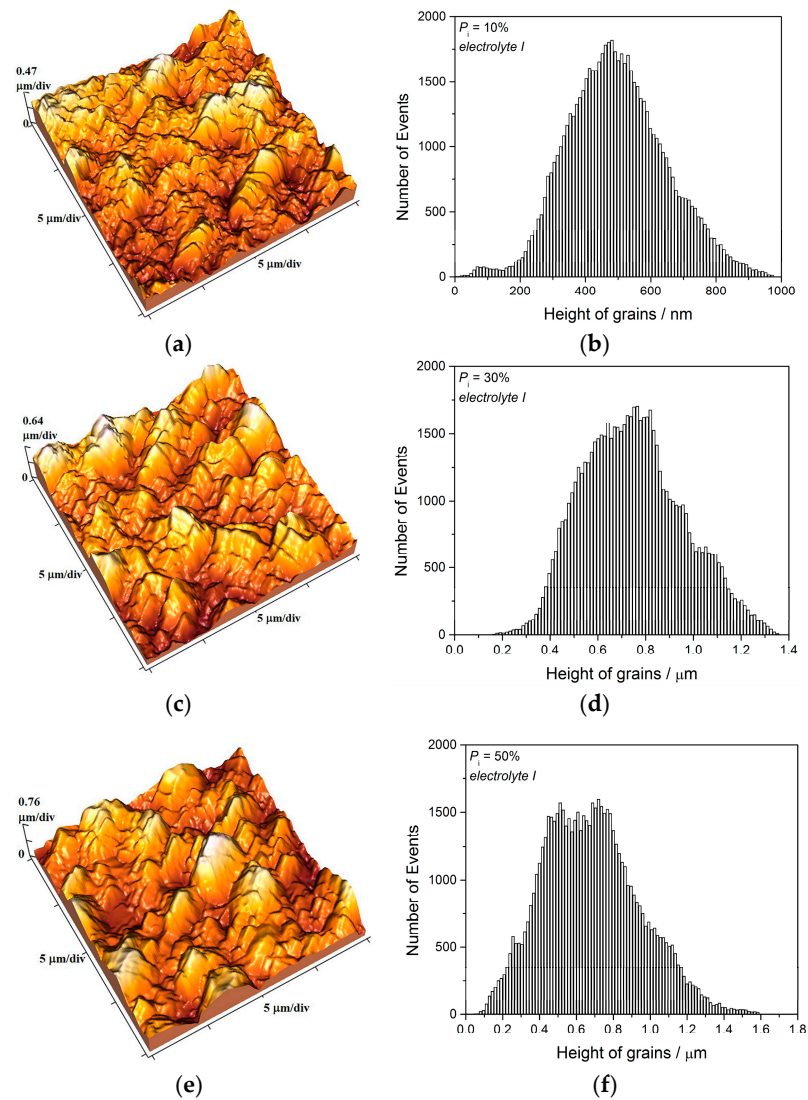 0.47
μm/div
0
5 μm/div
5 μm/div
(a)
P_i = 10%
electrolyte I
Number of Events
2000
1500
1000
500
0
0 200 400 600 800 1000
Height of grains / nm
(b)
0.64
μm/div
0
5 μm/div
5 μm/div
(c)
P_i = 30%
electrolyte I
Number of Events
2000
1500
1000
500
0
0.0 0.2 0.4 0.6 0.8 1.0 1.2 1.4
Height of grains / μm
(d)
0.76
μm/div
0
5 μm/div
5 μm/div
(e)
P_i = 50%
electrolyte I
Number of Events
2000
1500
1000
500
0
0.0 0.2 0.4 0.6 0.8 1.0 1.2 1.4 1.6 1.8
Height of grains / μm
(f)